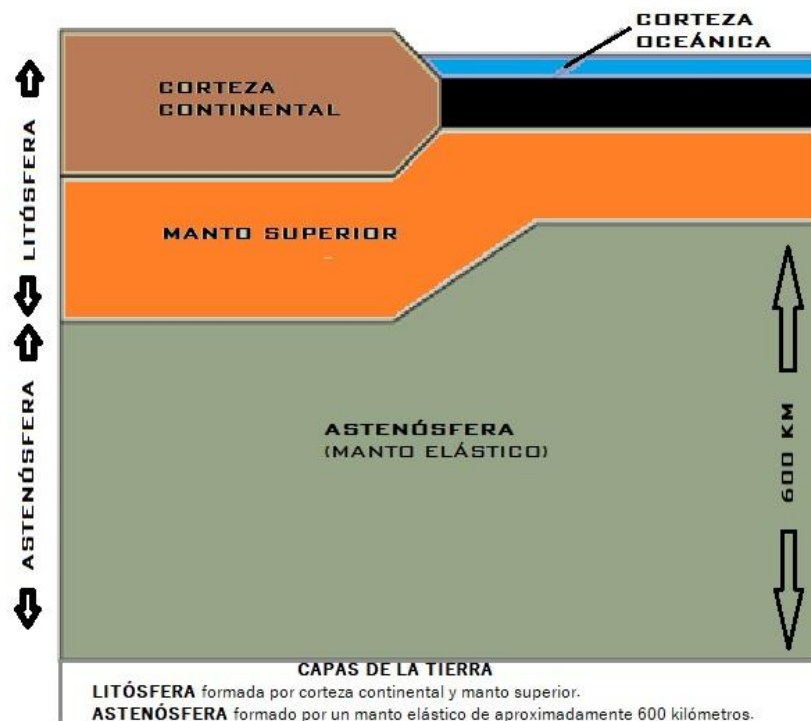 CORTEZA
OCEÁNICA
CORTEZA
CONTINENTAL
LITÓSFERA
MANTO SUPERIOR
ASTENÓSFERA
(MANTO ELÁSTICO)
ASTENÓSFERA
600 KM
CAPAS DE LA TIERRA
LITÓSFERA formada por corteza continental y manto superior.
ASTENÓSFERA formado por un manto elástico de aproximadamente 600 kilómetros.